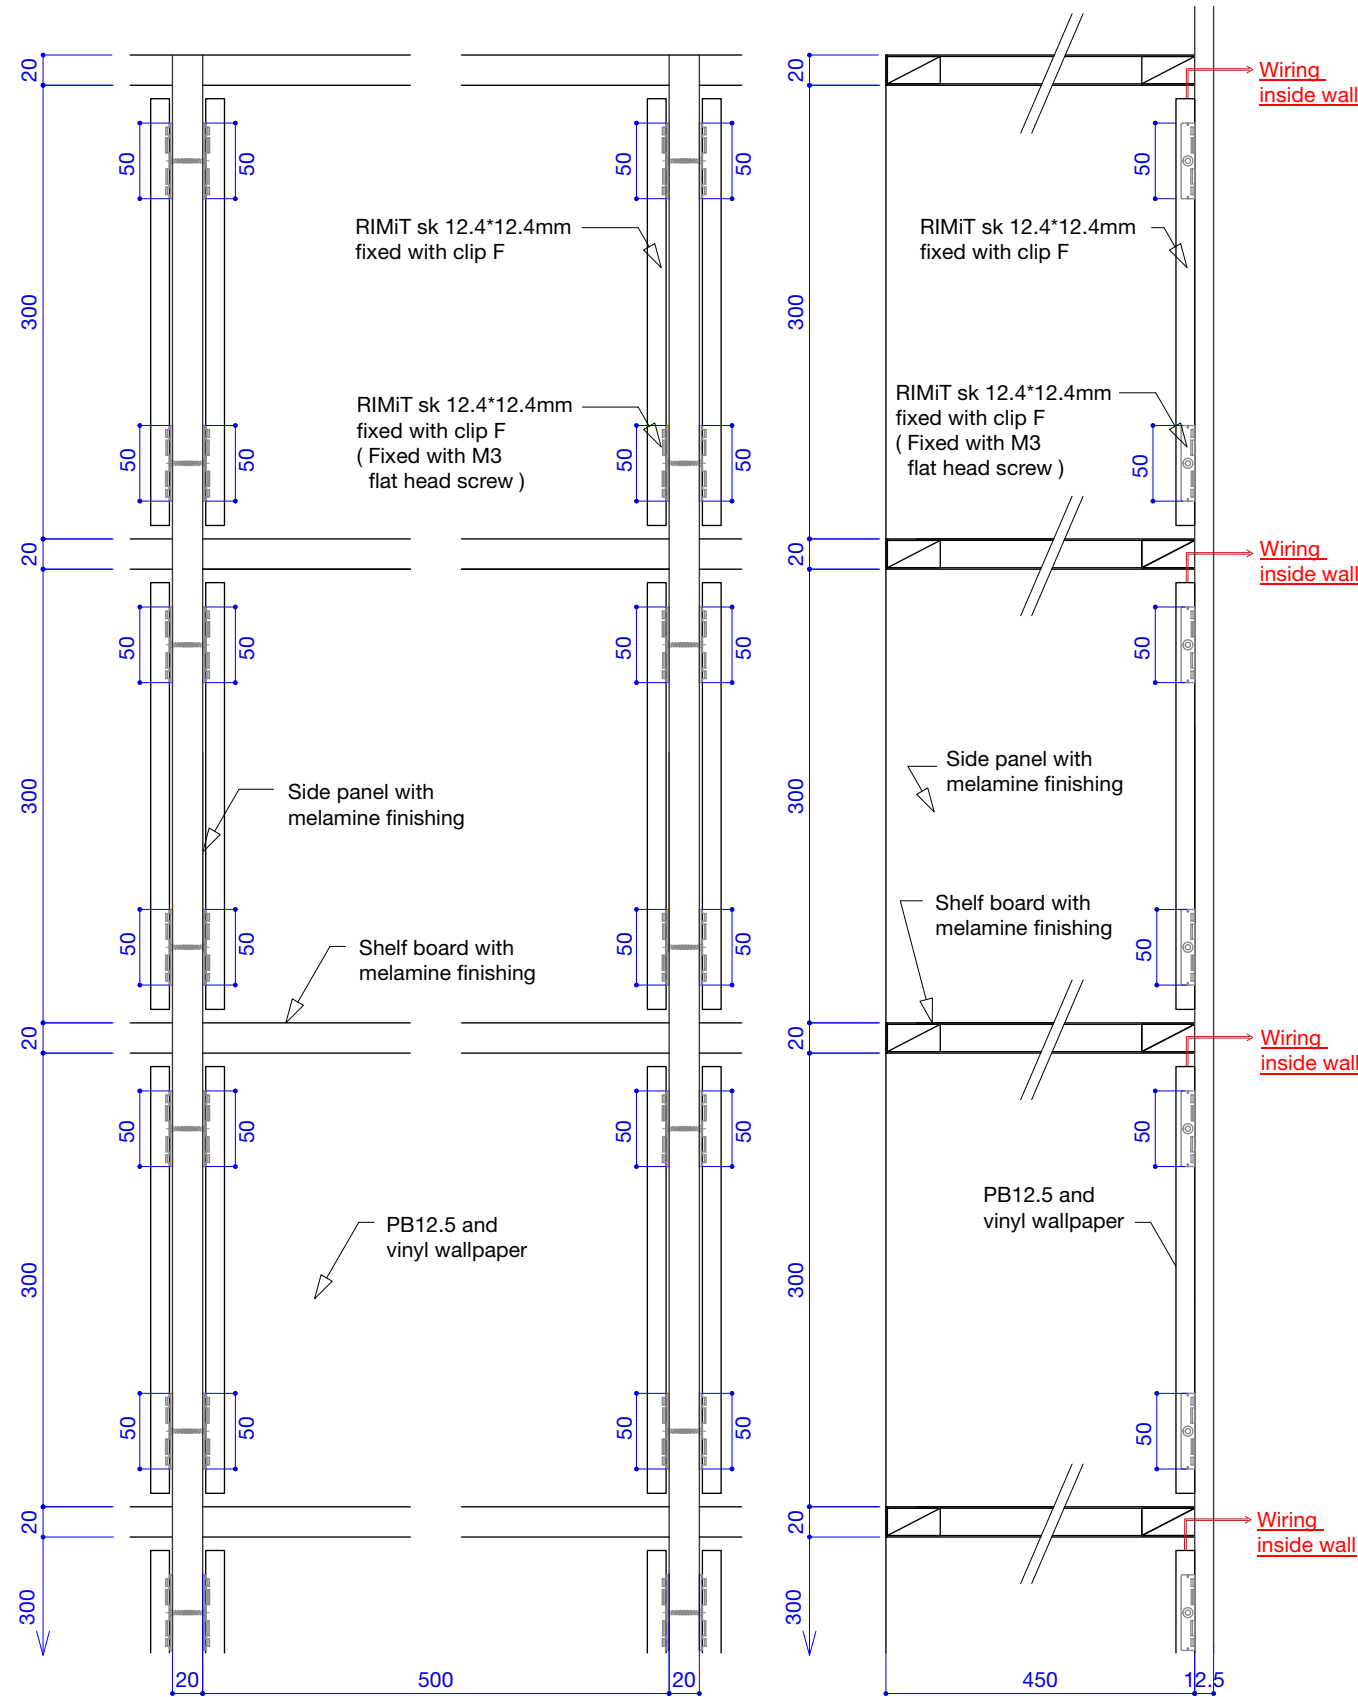 20
20
Wiring
inside wall
50
50
50
50
50
RIMiT sk 12.4*12.4mm
fixed with clip F
RIMiT sk 12.4*12.4mm
fixed with clip F
300
300
RIMiT sk 12.4*12.4mm
fixed with clip F
( Fixed with M3
flat head screw )
RIMiT sk 12.4*12.4mm
fixed with clip F
( Fixed with M3
flat head screw )
50
50
50
50
50
20
20
Wiring
inside wall
50
50
50
50
50
300
300
Side panel with
melamine finishing
Side panel with
melamine finishing
50
50
50
50
50
Shelf board with
melamine finishing
Shelf board with
melamine finishing
20
20
Wiring
inside wall
50
50
50
50
50
PB12.5 and
vinyl wallpaper
PB12.5 and
vinyl wallpaper
300
300
50
50
50
50
50
20
20
Wiring
inside wall
300
300
20
500
20
450
12.5